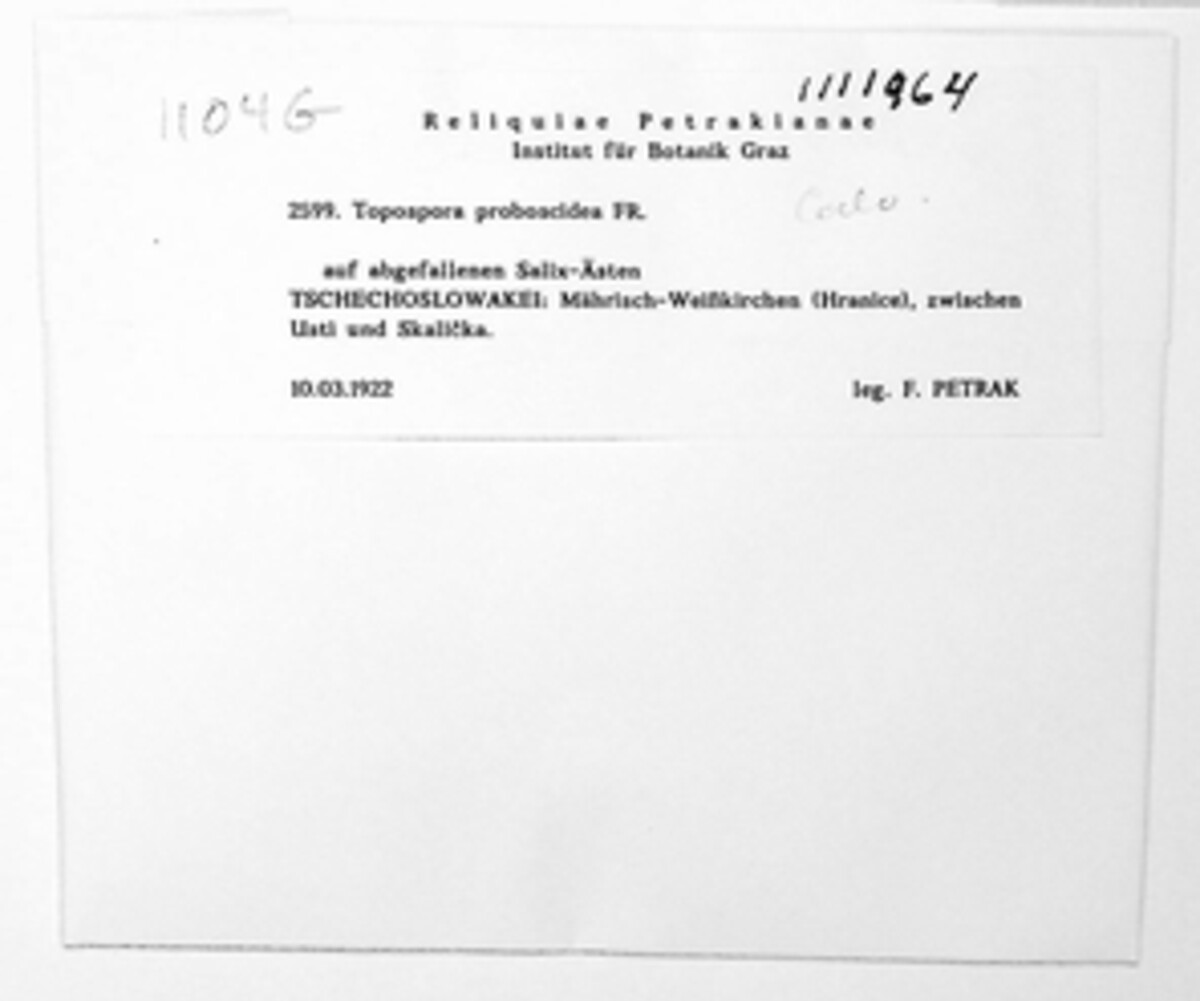 1111964
1104G
Reliquiae Petrakianae
Institut für Botanik Graz
2599. Topospora proboscidea FR.
auf abgefallenen Salix-Ästen
TSCHECHOSLOWAKEI: Mährisch-Weißkirchen (Hranice), zwischen
Usti und Skalička.
10.03.1922 leg. F. PETRAK